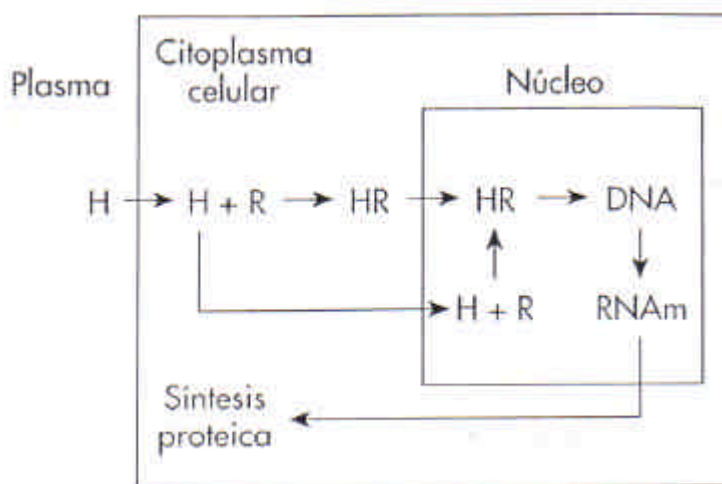 Citoplasma
celular
Plasma
Núcleo
H → H + R → HR → HR → DNA
H + R RNAm
Síntesis
proteica